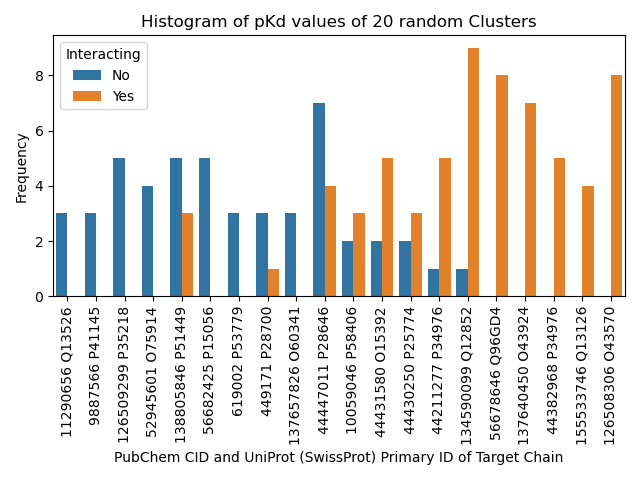 Histogram of pKd values of 20 random Clusters
Interacting
No
Yes
Frequency
8
6
4
2
0
11290656 Q13526
9887566 P41145
126509299 P35218
52945601 O75914
138805846 P51449
56682425 P15056
619002 P53779
449171 P28700
137657826 O60341
44447011 P28646
10059046 P58406
44431580 O15392
44430250 P25774
44211277 P34976
134590099 Q12852
56678646 Q96GD4
137640450 O43924
44382968 P34976
155533746 Q13126
126508306 O43570
PubChem CID and UniProt (SwissProt) Primary ID of Target Chain